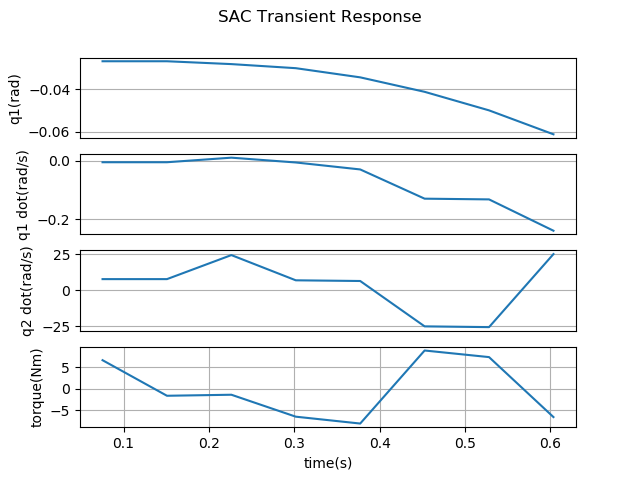 SAC Transient Response
q1(rad)
−0.04
−0.06
q1 dot(rad/s)
0.0
−0.2
q2 dot(rad/s)
25
0
−25
torque(Nm)
5
0
−5
0.1 0.2 0.3 0.4 0.5 0.6
time(s)